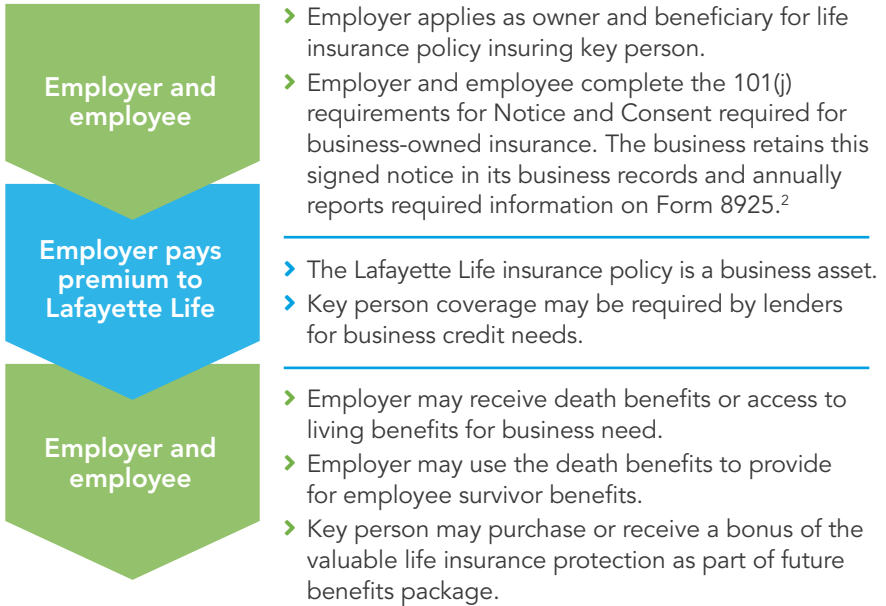 Employer and
employee
> Employer applies as owner and beneficiary for life
insurance policy insuring key person.
> Employer and employee complete the 101(j)
requirements for Notice and Consent required for
business-owned insurance. The business retains this
signed notice in its business records and annually
reports required information on Form 8925.²
Employer pays
premium to
Lafayette Life
> The Lafayette Life insurance policy is a business asset.
> Key person coverage may be required by lenders
for business credit needs.
Employer and
employee
> Employer may receive death benefits or access to
living benefits for business need.
> Employer may use the death benefits to provide
for employee survivor benefits.
> Key person may purchase or receive a bonus of the
valuable life insurance protection as part of future
benefits package.